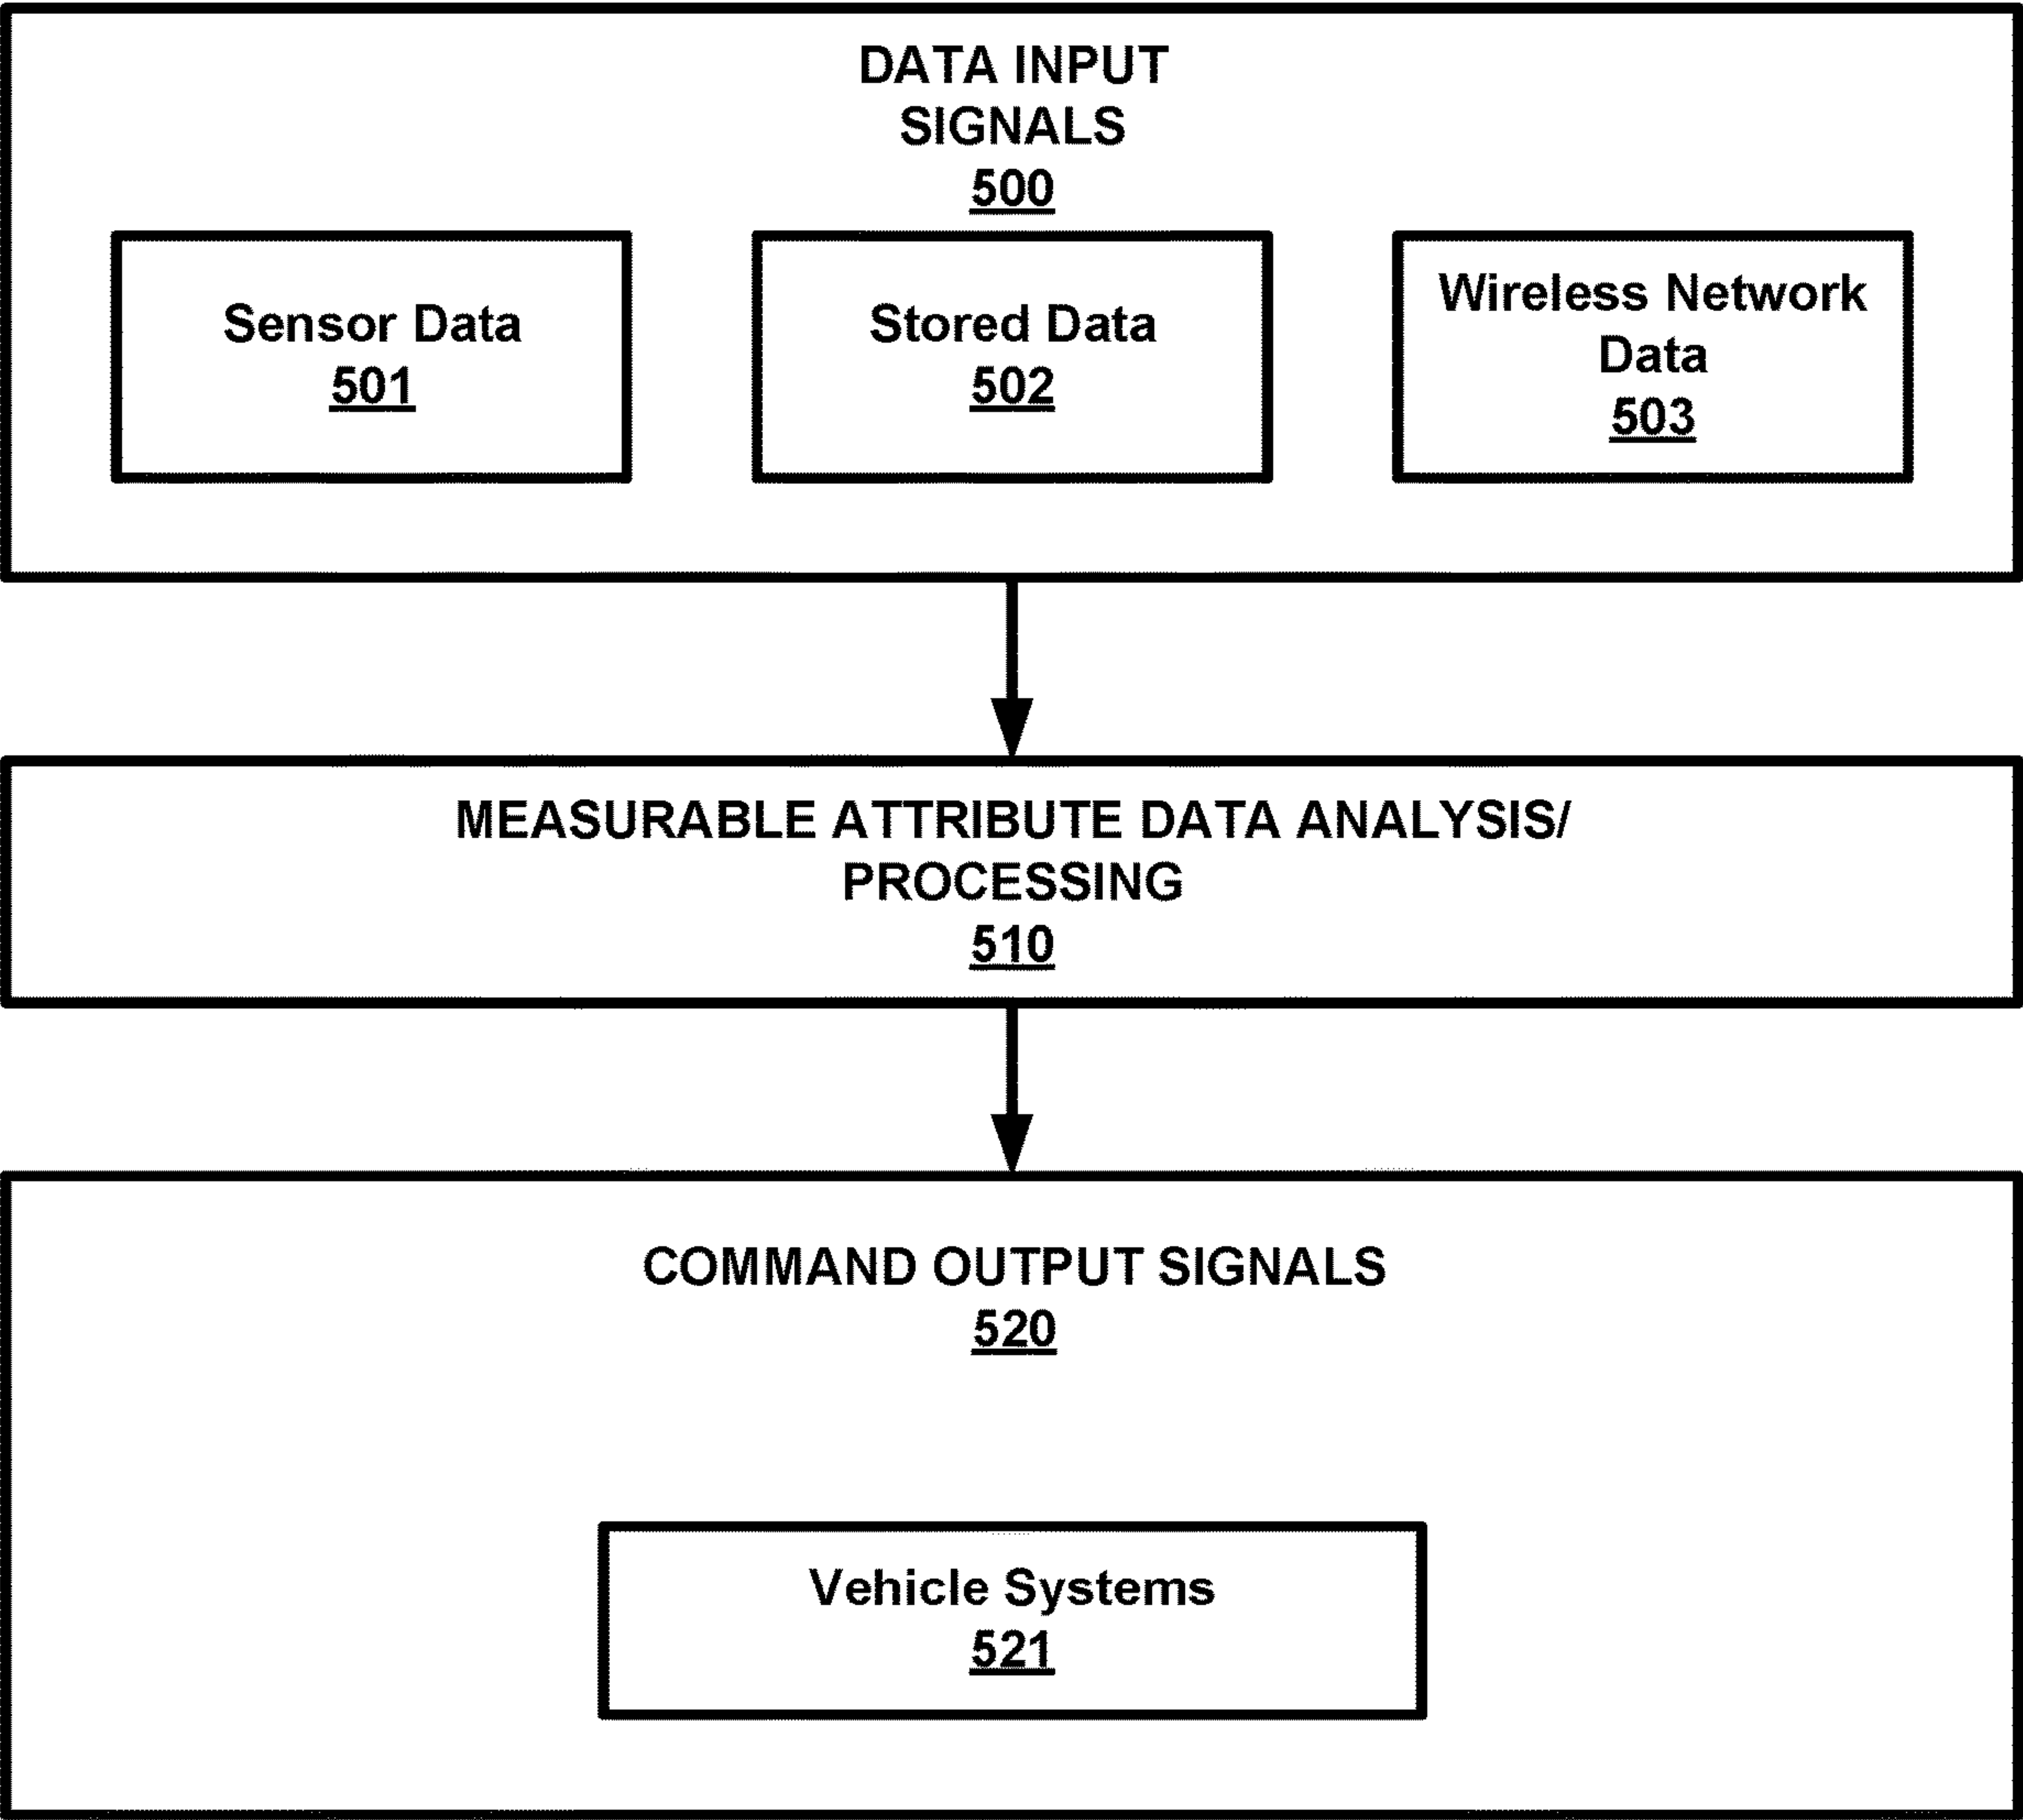 DATA INPUT
SIGNALS
500
Sensor Data
501
Stored Data
502
Wireless Network
Data
503
MEASURABLE ATTRIBUTE DATA ANALYSIS/
PROCESSING
510
COMMAND OUTPUT SIGNALS
520
Vehicle Systems
521